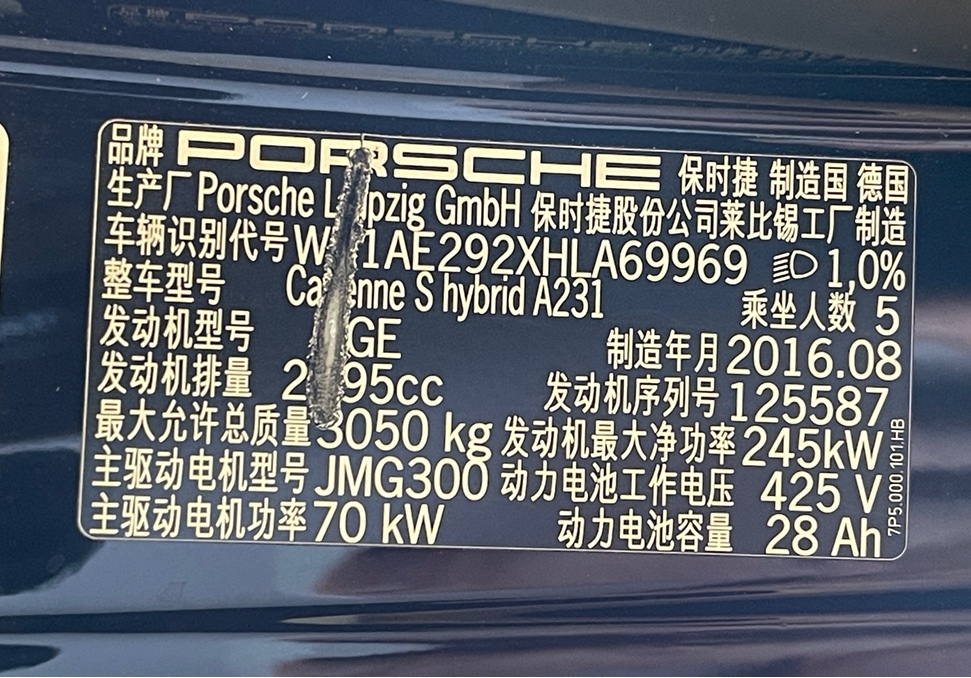 品牌 PORSCHE 保时捷 制造国 德国
生产厂 Porsche GmbH 保时捷股份公司莱比锡工厂制造
车辆识别代号 1,0%
整车型号 S hybrid A231 乘坐人数 5
发动机型号 制造年月 2016.08
发动机排量 发动机序列号 125587
最大允许总质量 3050 kg 发动机最大净功率 245kW
主驱动电机型号 JMG300 动力电池工作电压 425 V
主驱动电机功率 70 kW 动力电池容量 28 Ah
7P5.000.101.HB